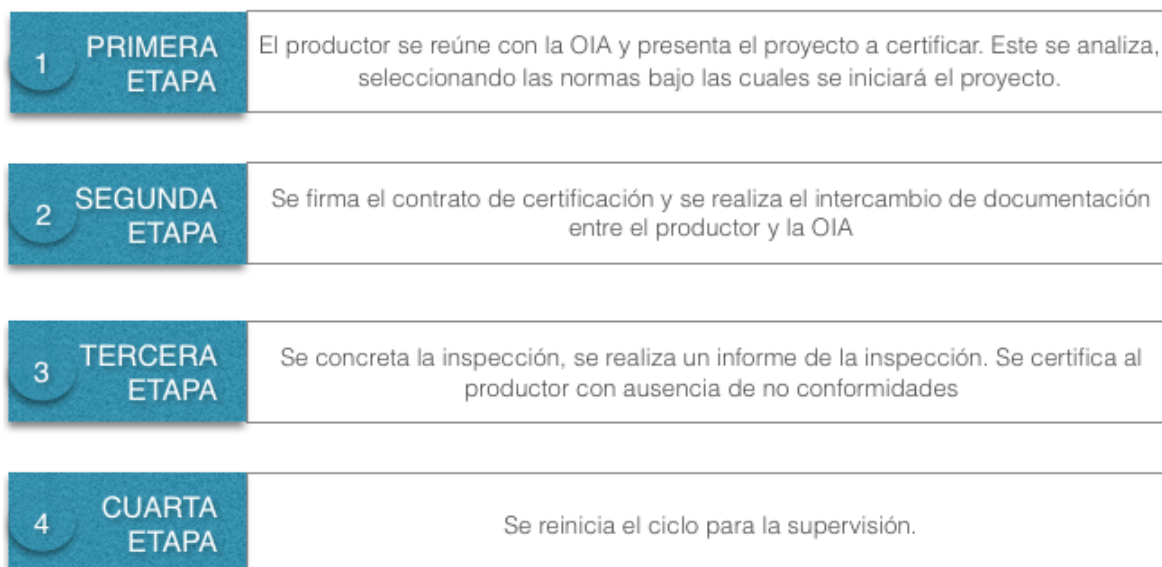 1
PRIMERA
ETAPA
El productor se reúne con la OIA y presenta el proyecto a certificar. Este se analiza,
seleccionando las normas bajo las cuales se iniciará el proyecto.
2
SEGUNDA
ETAPA
Se firma el contrato de certificación y se realiza el intercambio de documentación
entre el productor y la OIA
3
TERCERA
ETAPA
Se concreta la inspección, se realiza un informe de la inspección. Se certifica al
productor con ausencia de no conformidades
4
CUARTA
ETAPA
Se reinicia el ciclo para la supervisión.